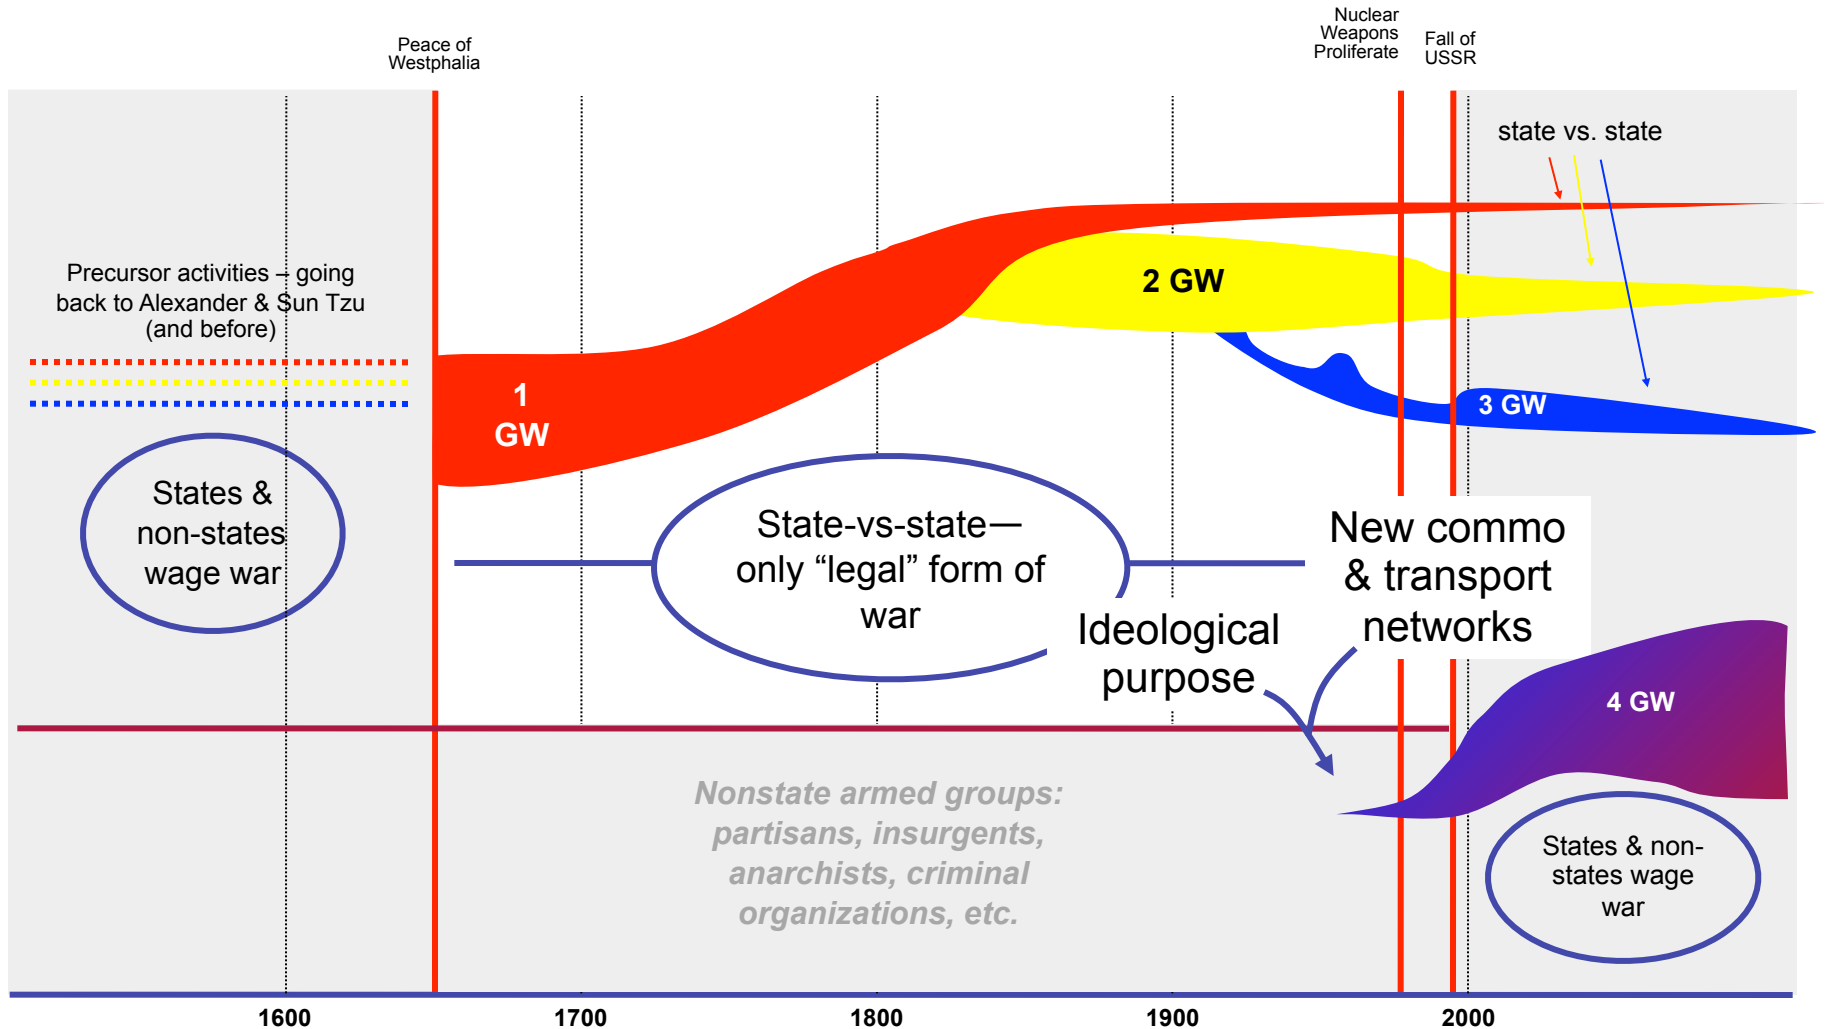 Nuclear
Weapons
Proliferate
Peace of
Westphalia
Fall of
USSR
state vs. state
Precursor activities – going
back to Alexander & Sun Tzu
(and before)
2 GW
1
GW
3 GW
States &
non-states
wage war
State-vs-state—
only “legal” form of
war
New commo
& transport
networks
Ideological
purpose
4 GW
Nonstate armed groups:
partisans, insurgents,
anarchists, criminal
organizations, etc.
States & non-
states wage
war
1600
1700
1800
1900
2000